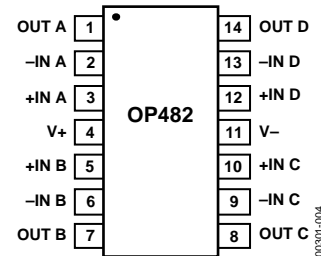 OUT A 1 14 OUT D
–IN A 2 13 –IN D
+IN A 3 12 +IN D
OP482
V+ 4 11 V–
+IN B 5 10 +IN C
–IN B 6 9 –IN C
OUT B 7 8 OUT C
00301-004